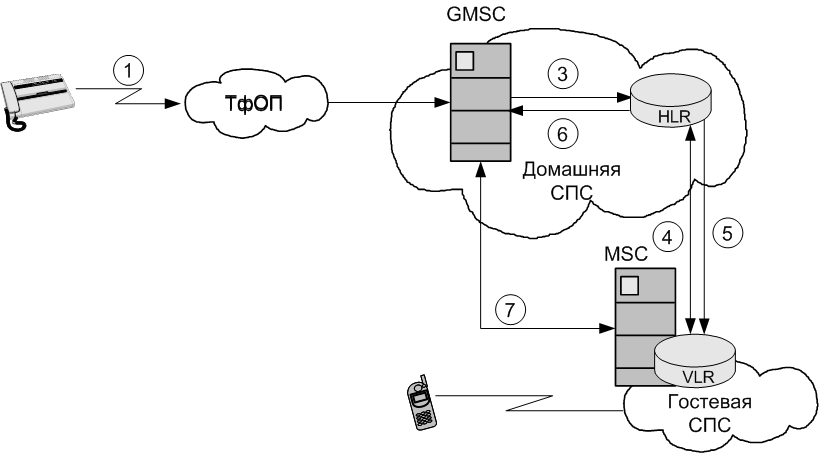 GMSC
1
ТфОП
3
HLR
6
Домашняя
СПС
4
5
MSC
7
VLR
Гостевая
СПС